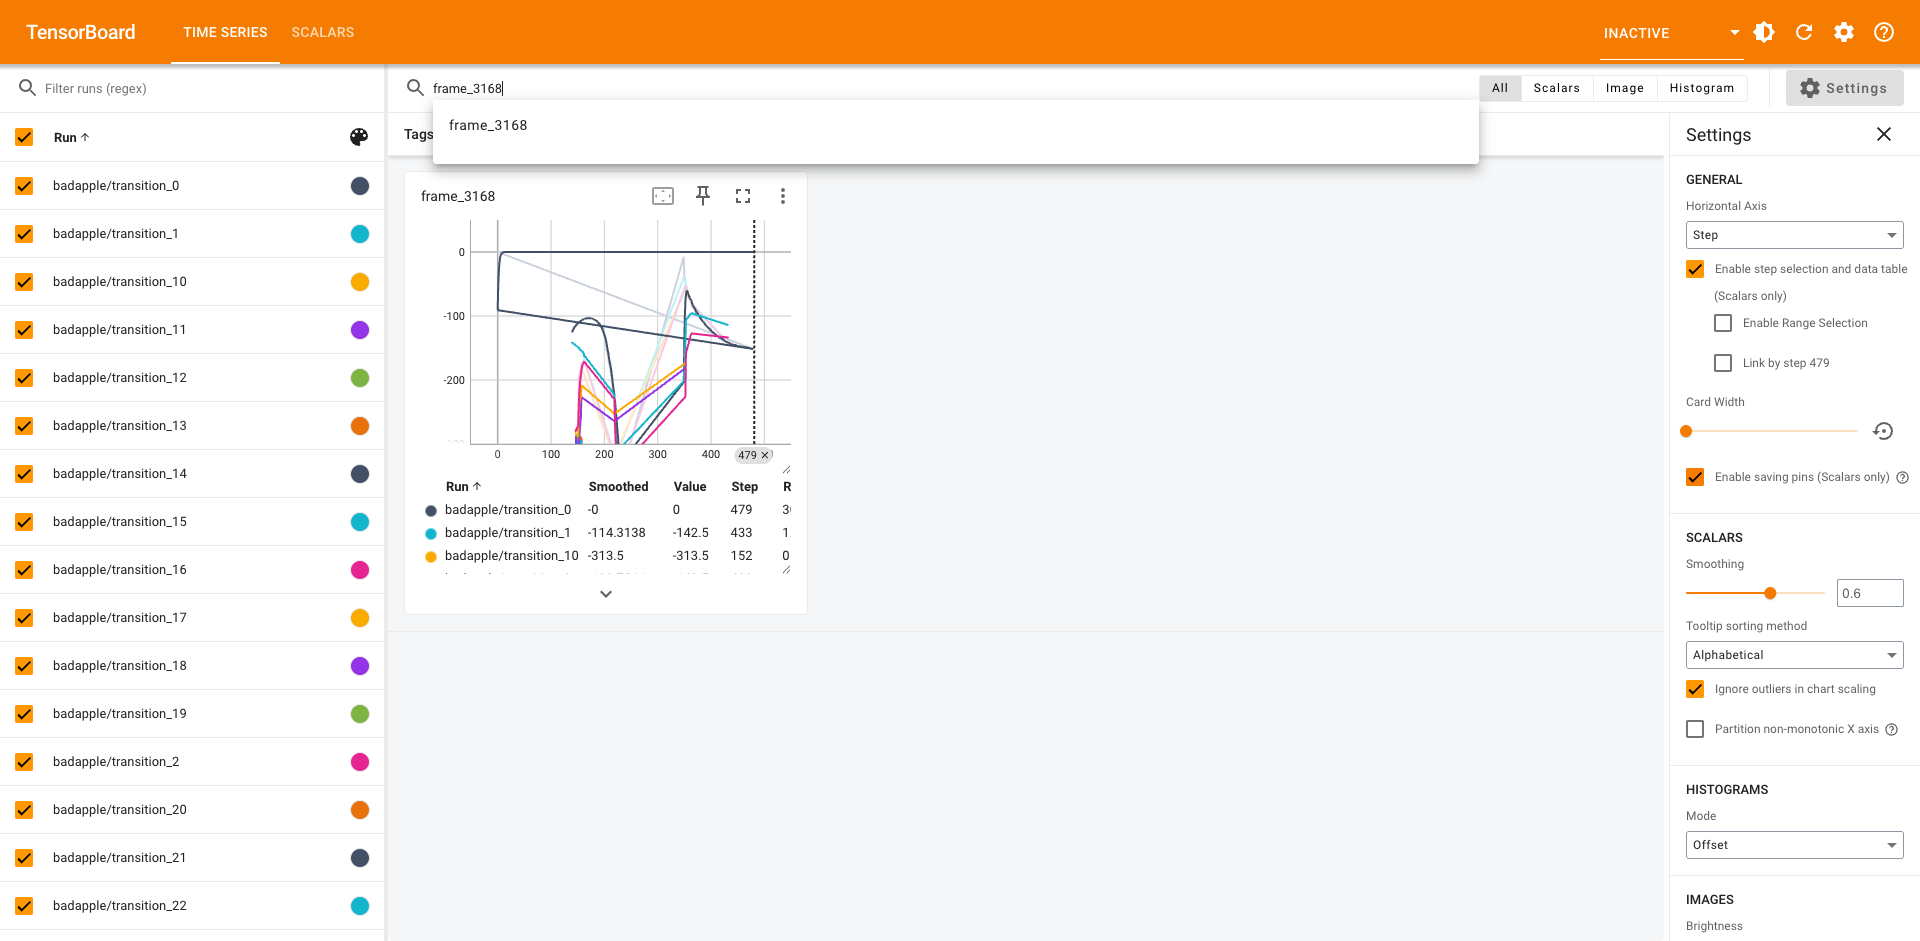 TensorBoard TIME SERIES SCALARS INACTIVE
Filter runs (regex)
frame_3168
All Scalars Image Histogram
Settings
frame_3168
Tags
Settings
Run
badapple/transition_0
badapple/transition_1
badapple/transition_10
badapple/transition_11
badapple/transition_12
badapple/transition_13
badapple/transition_14
badapple/transition_15
badapple/transition_16
badapple/transition_17
badapple/transition_18
badapple/transition_19
badapple/transition_2
badapple/transition_20
badapple/transition_21
badapple/transition_22
frame_3168
0
-100
-200
0 100 200 300 400 479
Run Smoothed Value Step R
badapple/transition_0 -0 0 479
badapple/transition_1 -114.3138 -142.5 433 1
badapple/transition_10 -313.5 -313.5 152 0
GENERAL
Horizontal Axis
Step
Enable step selection and data table
(Scalars only)
Enable Range Selection
Link by step 479
Card Width
Enable saving pins (Scalars only)
SCALARS
Smoothing
0.6
Tooltip sorting method
Alphabetical
Ignore outliers in chart scaling
Partition non-monotonic X axis
HISTOGRAMS
Mode
Offset
IMAGES
Brightness